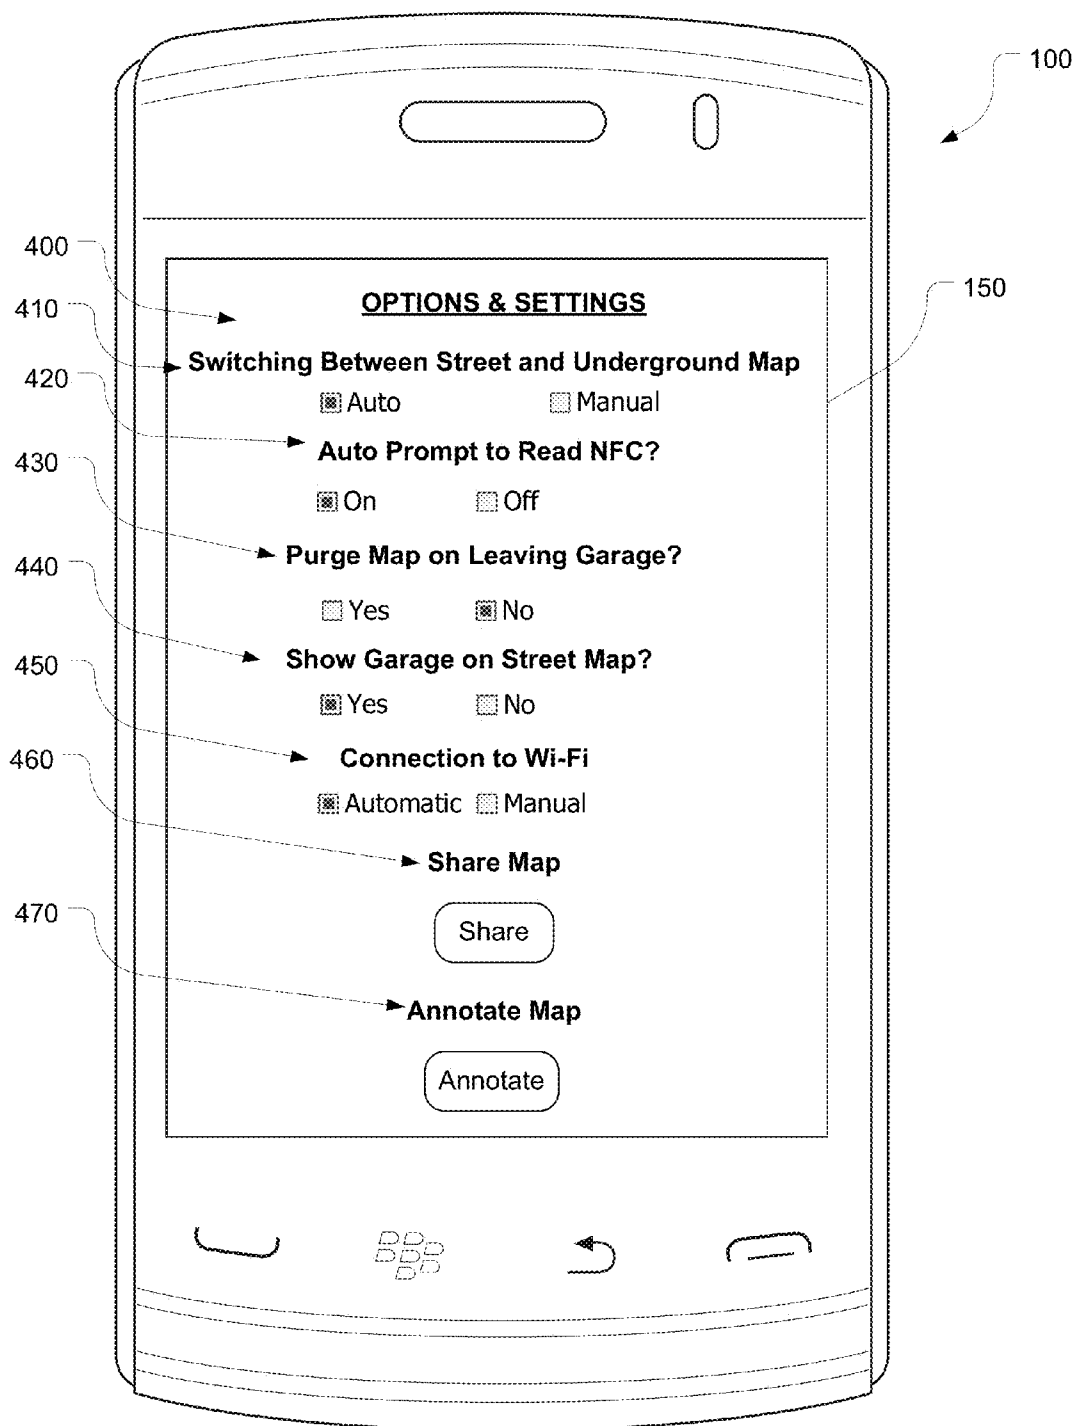 100
400
150
OPTIONS & SETTINGS
410
Switching Between Street and Underground Map
420
Auto Manual
Auto Prompt to Read NFC?
430
On Off
Purge Map on Leaving Garage?
440
Yes No
Show Garage on Street Map?
450
Yes No
Connection to Wi-Fi
460
Automatic Manual
Share Map
470
Share
Annotate Map
Annotate